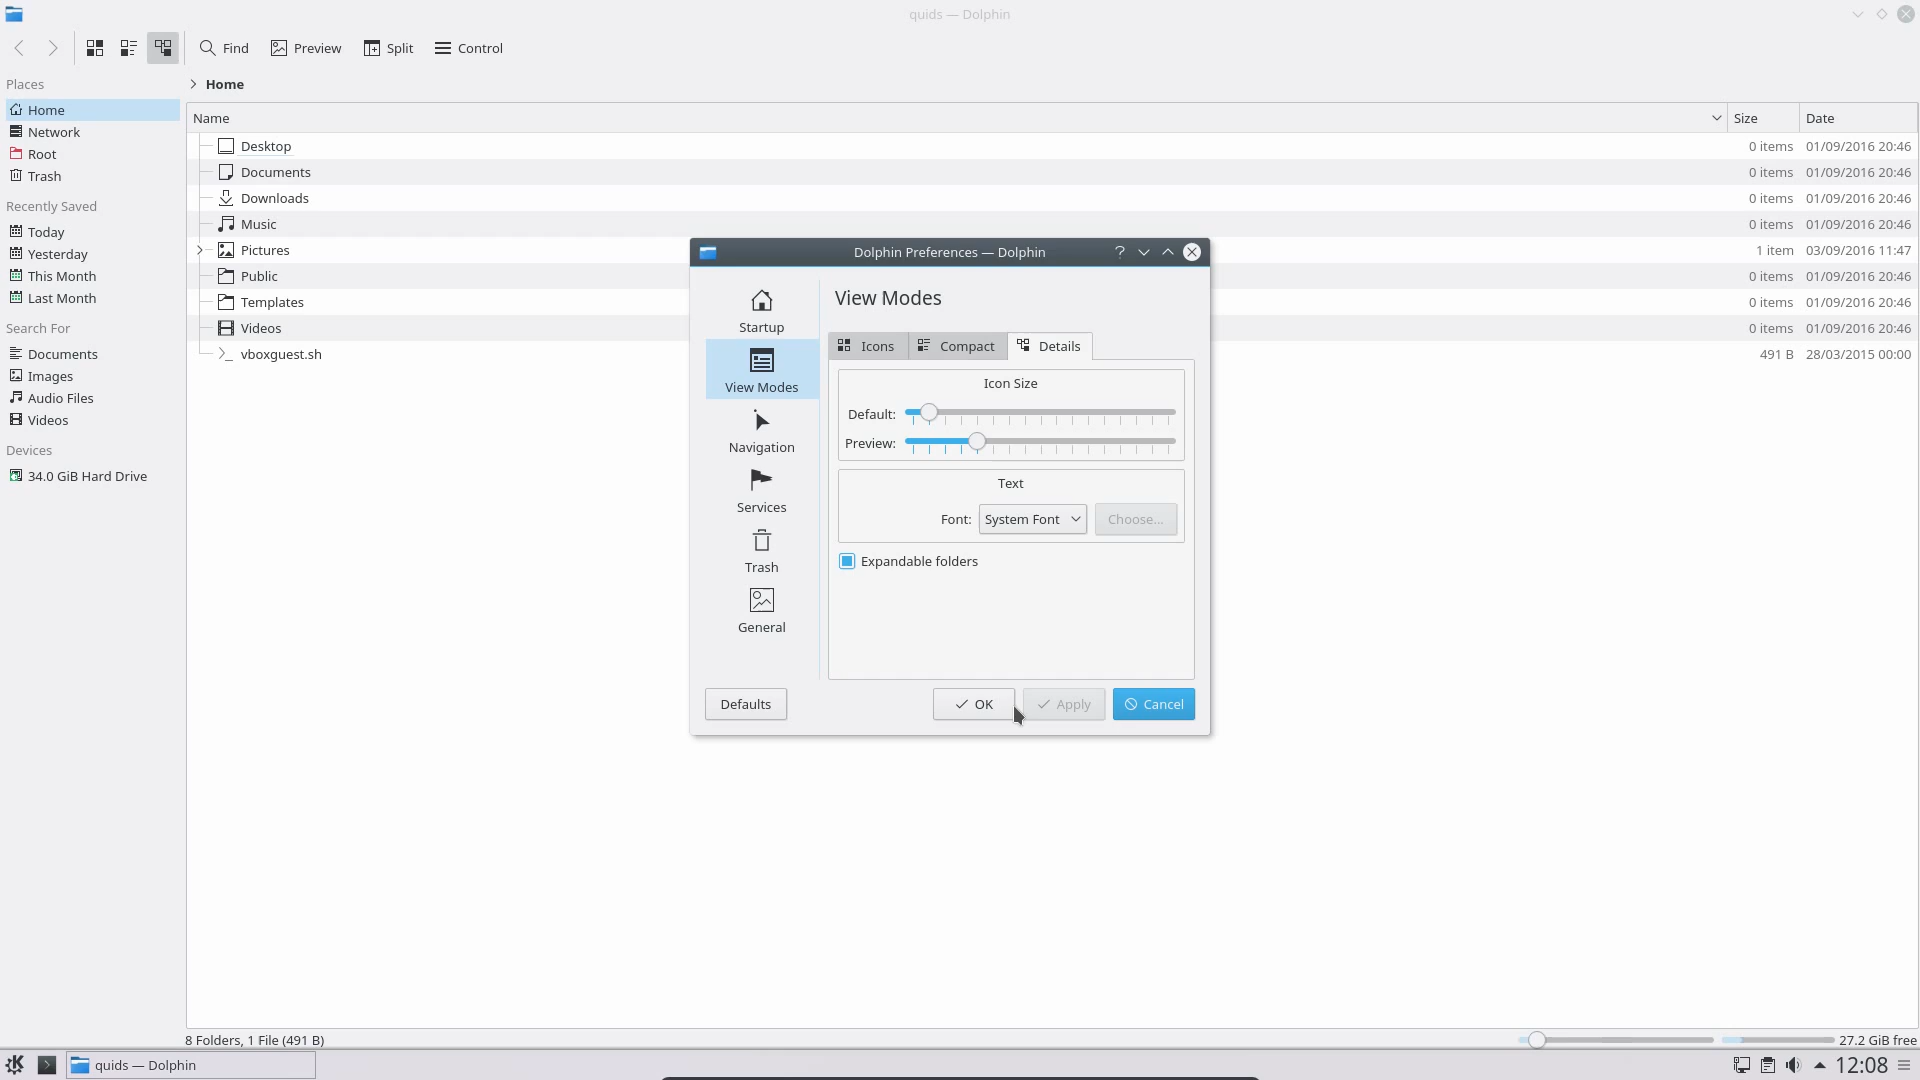 quids — Dolphin
Find Preview Split Control
Places
Home
Network
Root
Trash
Recently Saved
Today
Yesterday
This Month
Last Month
Search For
Documents
Images
Audio Files
Videos
Devices
34.0 GiB Hard Drive
Home
Name Size Date
Desktop 0 items 01/09/2016 20:46
Documents 0 items 01/09/2016 20:46
Downloads 0 items 01/09/2016 20:46
Music 0 items 01/09/2016 20:46
Pictures 1 item 03/09/2016 11:47
Public 0 items 01/09/2016 20:46
Templates 0 items 01/09/2016 20:46
Videos 0 items 01/09/2016 20:46
vboxguest.sh 491 B 28/03/2015 00:00
Dolphin Preferences — Dolphin ?
Startup
View Modes
Navigation
Services
Trash
General
View Modes
Icons Compact Details
Icon Size
Default:
Preview:
Text
Font: System Font Choose...
Expandable folders
Defaults OK Apply Cancel
8 Folders, 1 File (491 B) 27.2 GiB free
quids — Dolphin 12:08